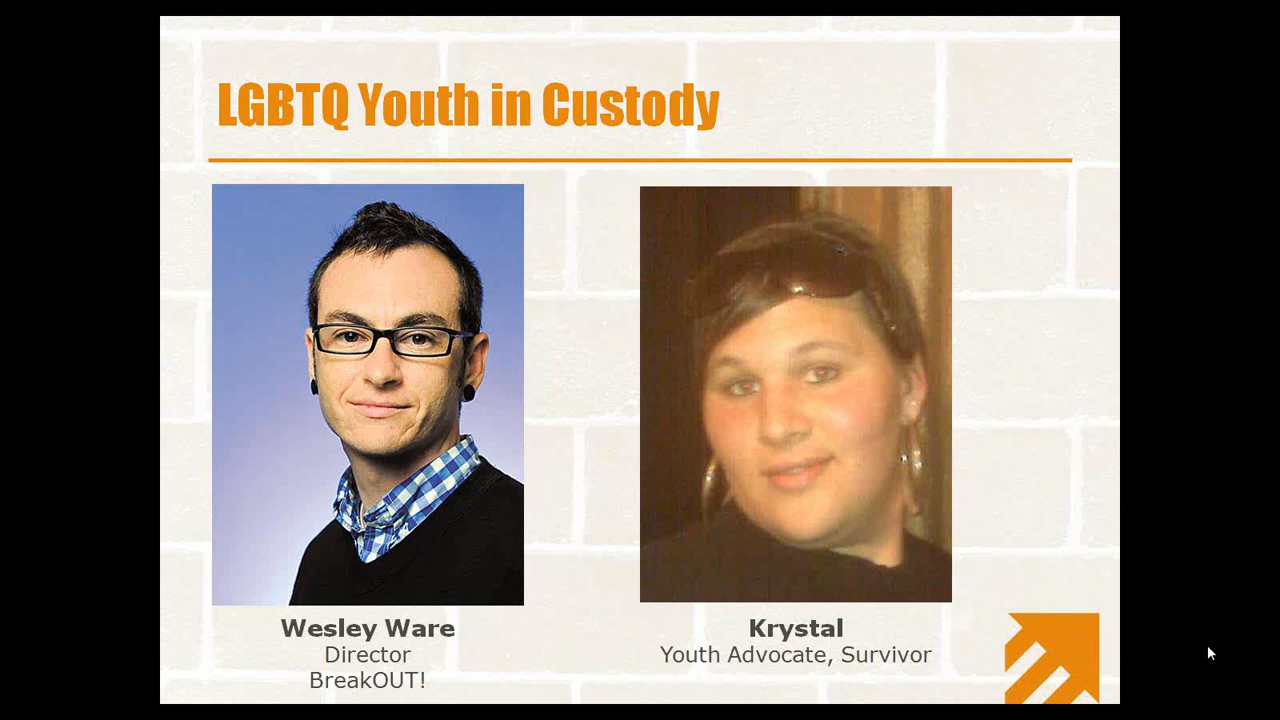 LGBTQ Youth in Custody
Wesley Ware
Director
BreakOUT!
Krystal
Youth Advocate, Survivor